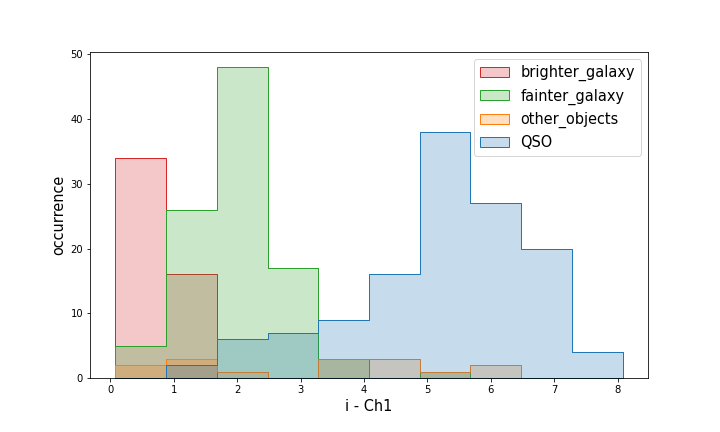 50
40
30
20
10
0
occurrence
brighter_galaxy
fainter_galaxy
other_objects
QSO
0 1 2 3 4 5 6 7 8
i - Ch1